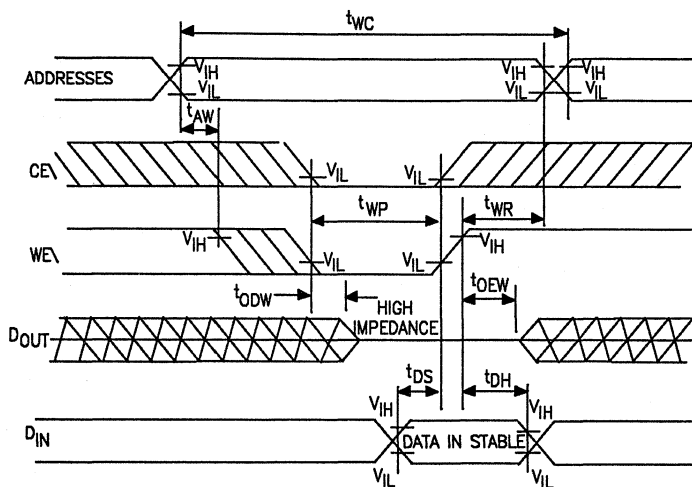 tWC
ADDRESSES
VIH
VIL
VIH
VIH
VIL
VIL
tAW
CE\
VIL
VIL
tWP
tWR
WE\
VIH
VIL
VIL
VIH
tODW
HIGH
IMPEDANCE
tOEW
DOUT
tDS
tDH
VIH
VIH
DIN
DATA IN STABLE
VIL
VIL